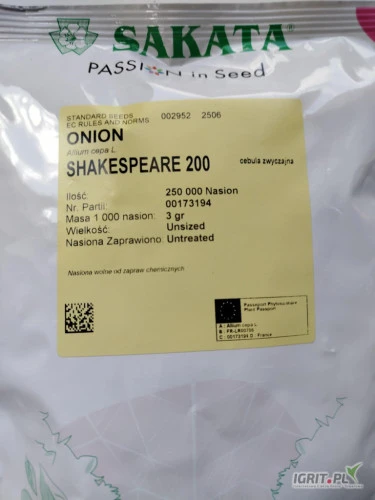 SAKATA®
PASSION in Seed
STANDARD SEEDS 002952 2506
EC RULES AND NORMS
ONION
Allium cepa L.
SHAKESPEARE 200 cebula zwyczajna
Ilość: 250 000 Nasion
Nr. Partii: 00173194
Masa 1 000 nasion: 3 gr
Wielkość: Unsized
Nasiona Zaprawiono: Untreated
Nasiona wolne od zapraw chemicznych
Plant Passport
A : Allium cepa L
C : 00173194 D : France
IGRIT.PL